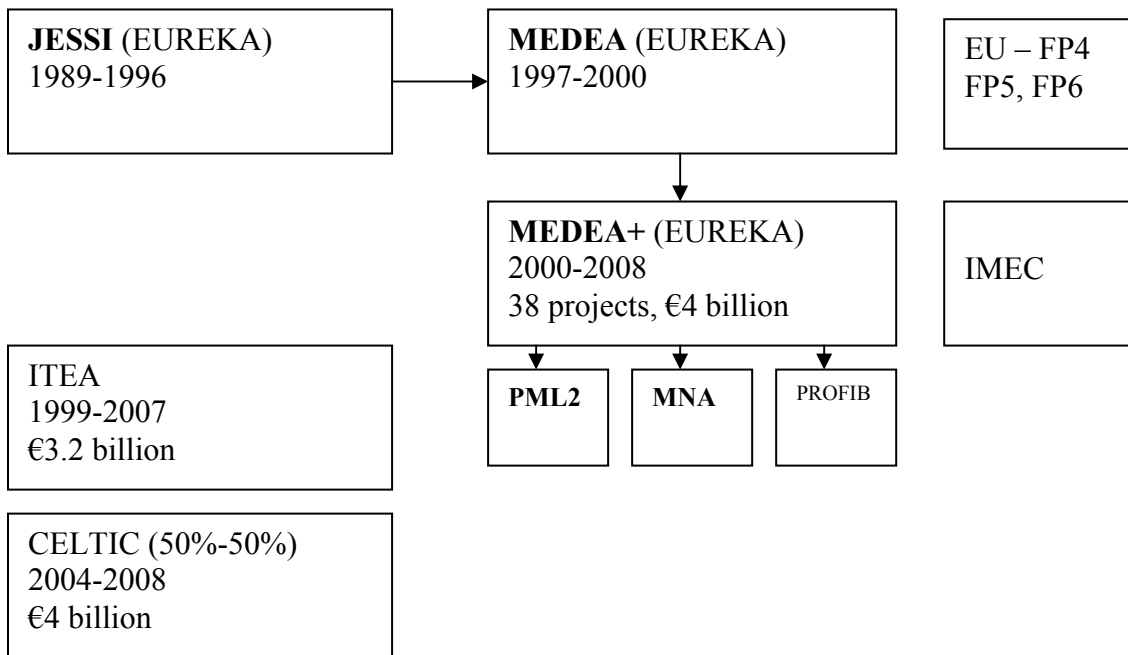 JESSI (EUREKA)
1989-1996
MEDEA (EUREKA)
1997-2000
EU – FP4
FP5, FP6
MEDEA+ (EUREKA)
2000-2008
38 projects, €4 billion
IMEC
ITEA
1999-2007
€3.2 billion
PML2
MNA
PROFIB
CELTIC (50%-50%)
2004-2008
€4 billion